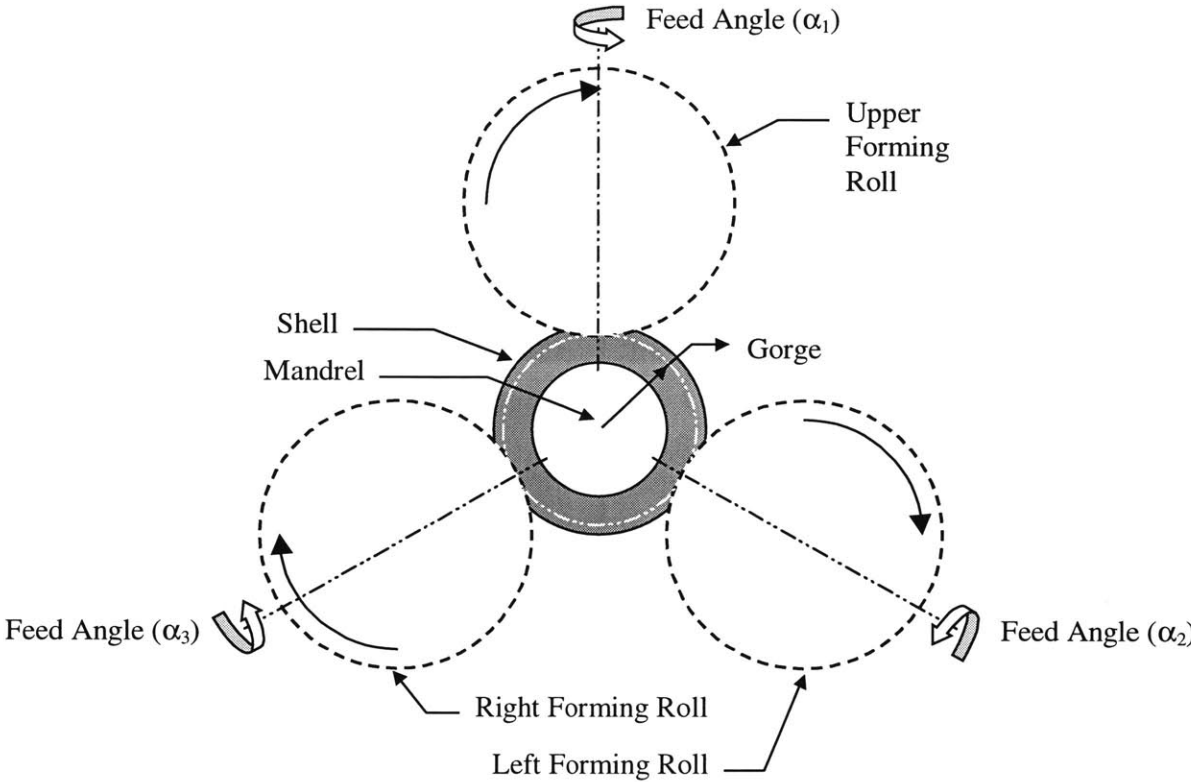 Feed Angle (α₁)
Upper
Forming
Roll
Shell
Gorge
Mandrel
Feed Angle (α₃)
Feed Angle (α₂)
Right Forming Roll
Left Forming Roll